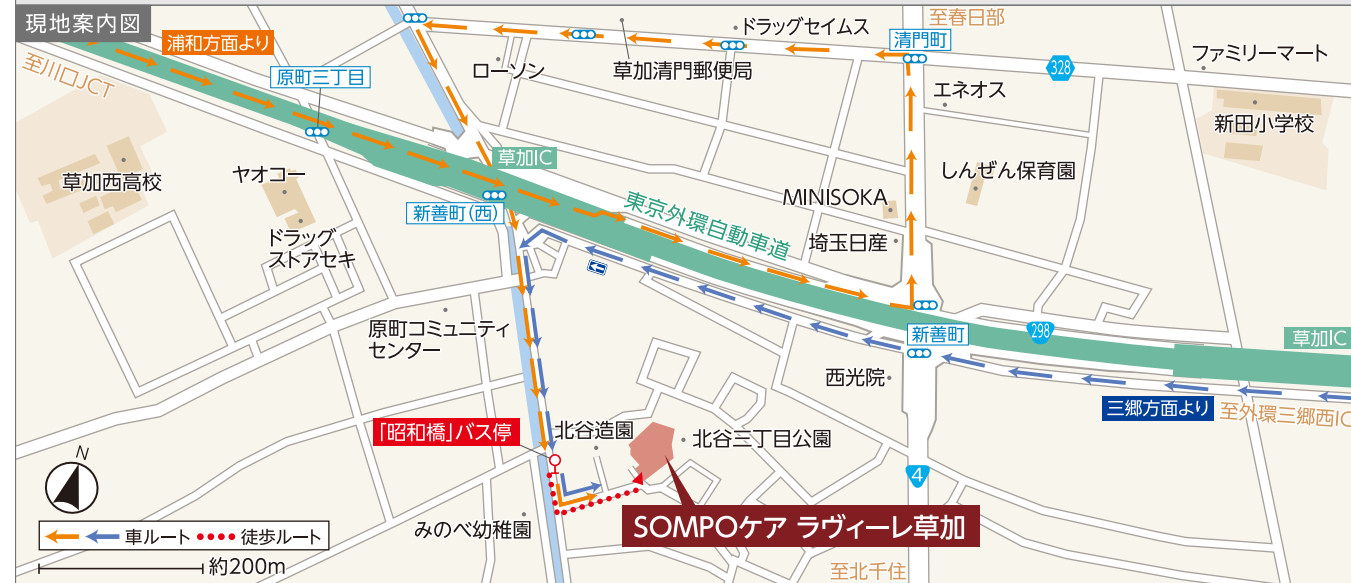 現地案内図
至春日部
ドラッグセイムス
浦和方面より
清門町
ファミリーマート
至川口JCT
原町三丁目
ローソン
草加清門郵便局
328
エネオス
新田小学校
草加IC
草加西高校
ヤオコー
しんぜん保育園
新善町(西)
東京外環自動車道
MINISOKA
ドラッグ
ストアセキ
埼玉日産
原町コミュニティ
センター
新善町
298
草加IC
西光院
三郷方面より
至外環三郷西IC
「昭和橋」バス停
北谷造園
北谷三丁目公園
N
4
みのべ幼稚園
SOMPOケア ラヴィーレ草加
車ルート
徒歩ルート
約200m
至北千住